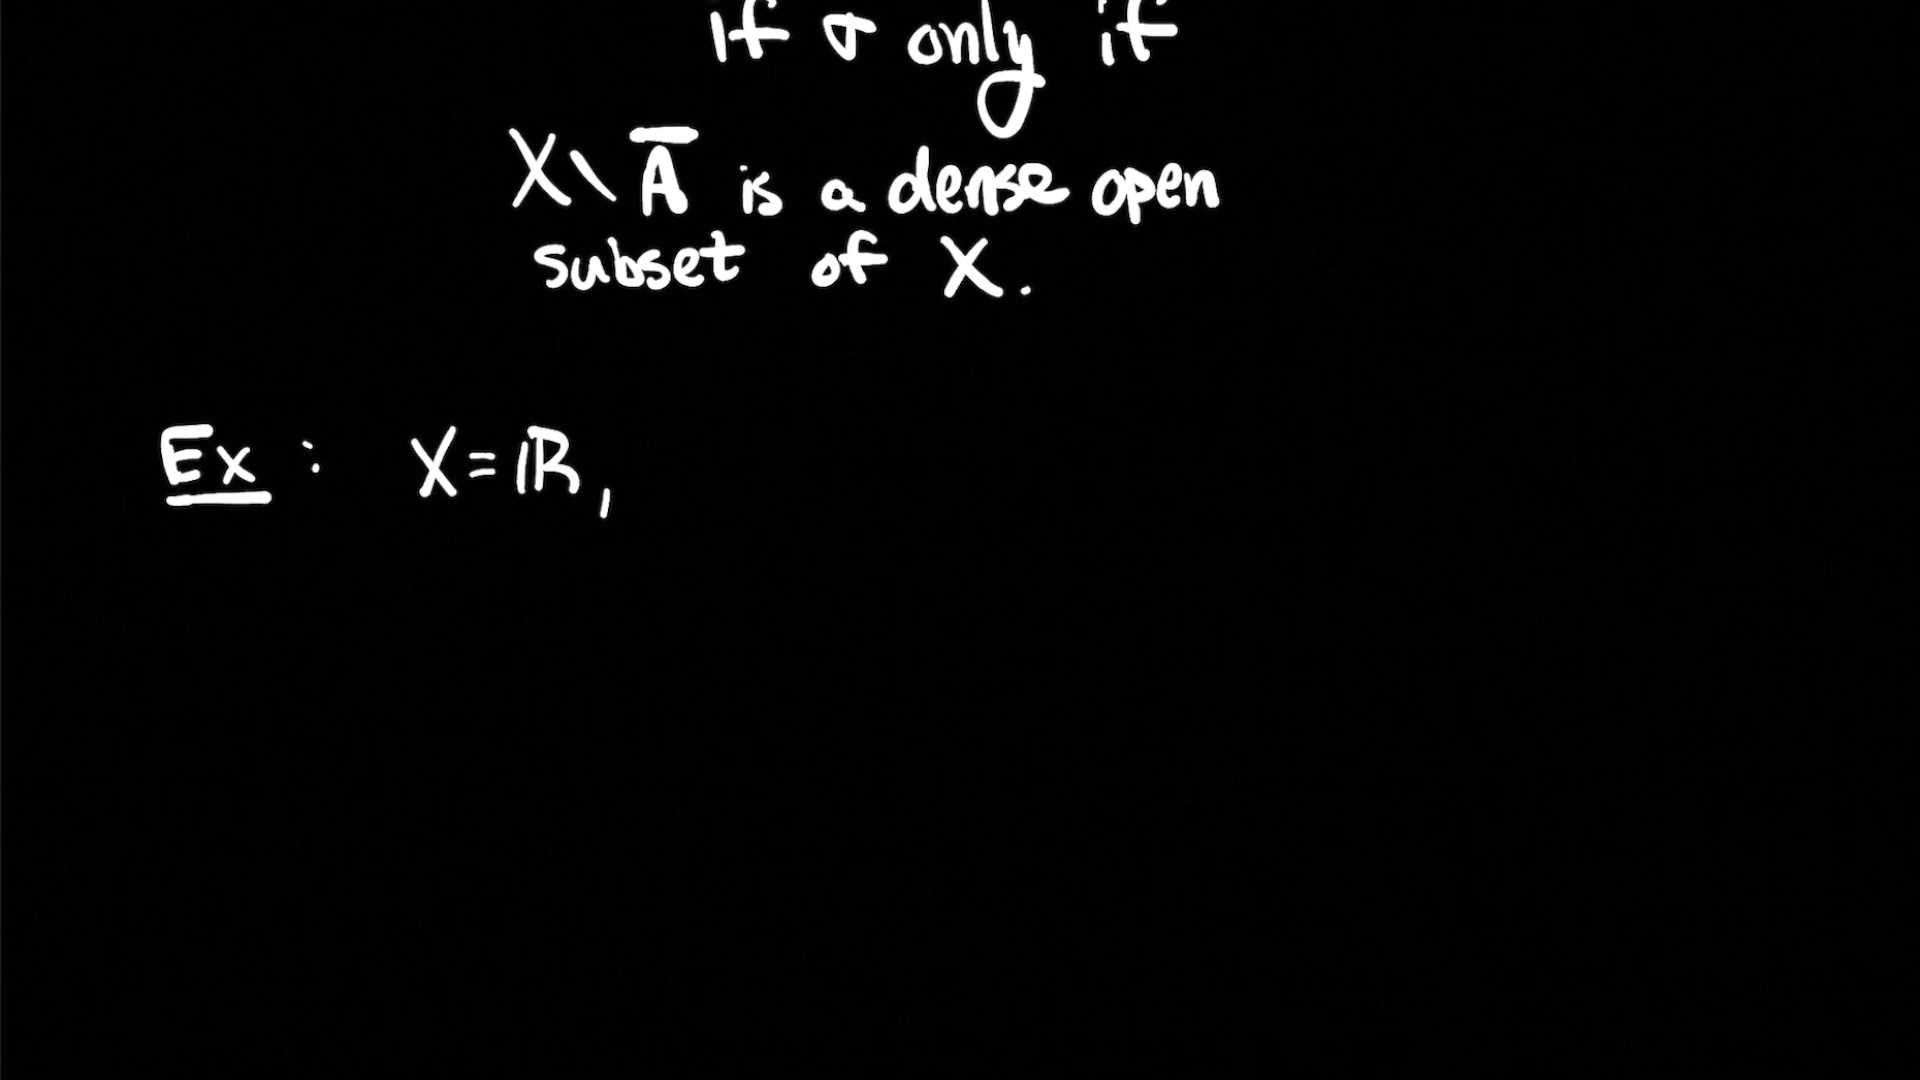 if & only if
X\A̅ is a dense open
subset of X.
Ex : X=ℝ,